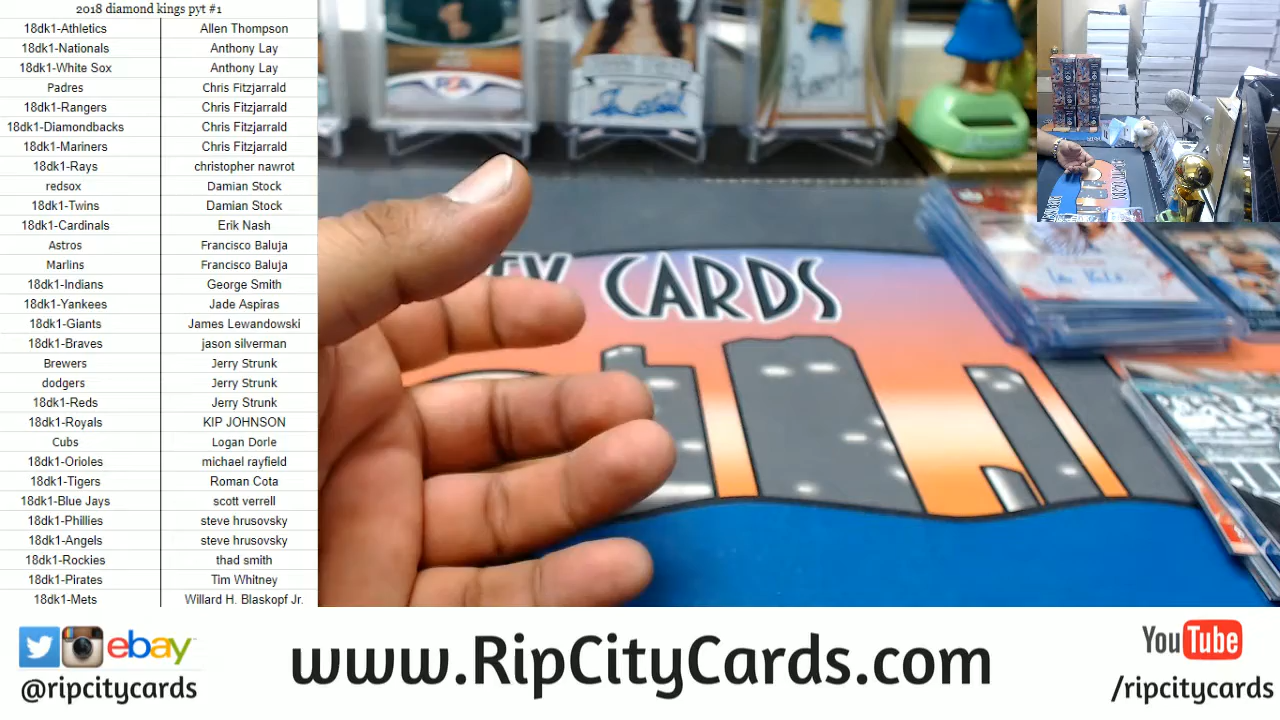 2018 diamond kings pyt #1
18dk1-Athletics Allen Thompson
18dk1-Nationals Anthony Lay
18dk1-White Sox Anthony Lay
Padres Chris Fitzjarrald
18dk1-Rangers Chris Fitzjarrald
18dk1-Diamondbacks Chris Fitzjarrald
18dk1-Mariners Chris Fitzjarrald
18dk1-Rays christopher nawrot
redsox Damian Stock
18dk1-Twins Damian Stock
18dk1-Cardinals Erik Nash
Astros Francisco Baluja
Marlins Francisco Baluja
18dk1-Indians George Smith
18dk1-Yankees Jade Aspiras
18dk1-Giants James Lewandowski
18dk1-Braves jason silverman
Brewers Jerry Strunk
dodgers Jerry Strunk
18dk1-Reds Jerry Strunk
18dk1-Royals KIP JOHNSON
Cubs Logan Dorle
18dk1-Orioles michael rayfield
18dk1-Tigers Roman Cota
18dk1-Blue Jays scott verrell
18dk1-Phillies steve hrusovsky
18dk1-Angels steve hrusovsky
18dk1-Rockies thad smith
18dk1-Pirates Tim Whitney
18dk1-Mets Willard H. Blaskopf Jr.
CARDS
ebay
@ripcitycards
www.RipCityCards.com
YouTube
/ripcitycards